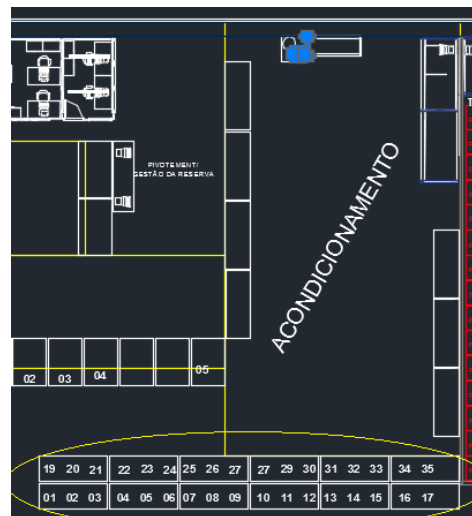 PIVOTEMENT/
GESTÃO DA RESERVA
ACONDICIONAMENTO
02 03 04 05
19 20 21 22 23 24 25 26 27 27 29 30 31 32 33 34 35
01 02 03 04 05 06 07 08 09 10 11 12 13 14 15 16 17